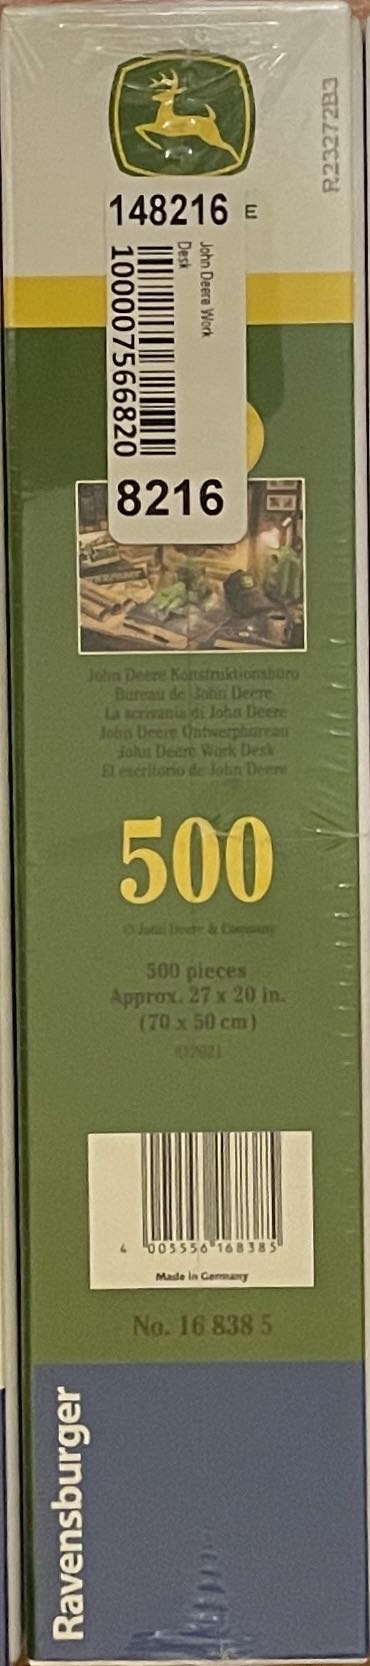 R23272B3
148216 E
John Deere Work
Desk
100007566820
8216
John Deere Konstruktionsbüro
Bureau de John Deere
La scrivania di John Deere
John Deere Ontwerpbureau
John Deere Work Desk
El escritorio de John Deere
500
© John Deere & Company
500 pieces
Approx. 27 x 20 in.
(70 x 50 cm)
©2021
4 005556 168385
Made in Germany
No. 16 838 5
Ravensburger